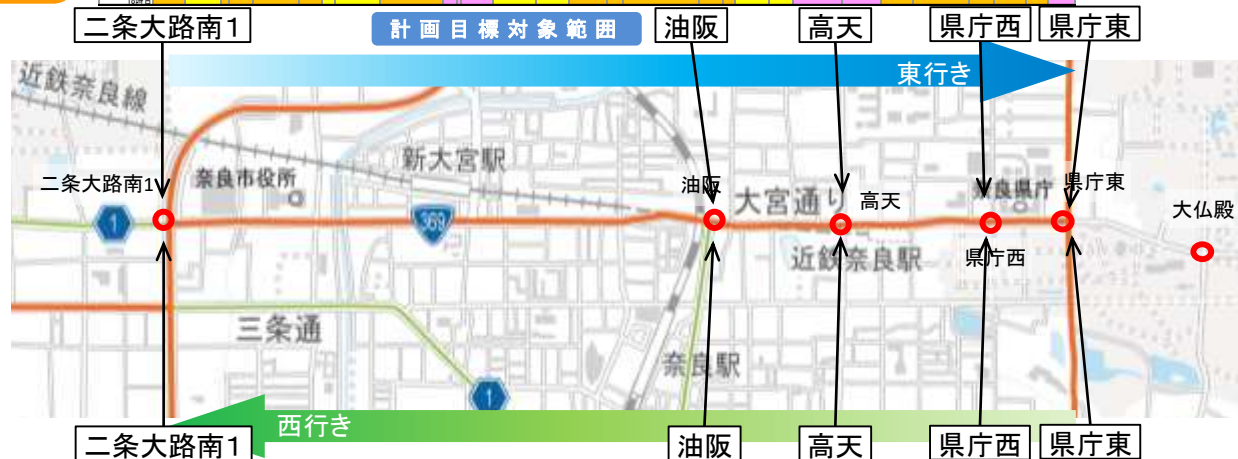 計画目標対象範囲
二条大路南1
油阪
高天
県庁西
県庁東
東行き
近鉄奈良線
新大宮駅
二条大路南1
奈良市役所
油阪
大宮通り
高天
奈良県庁
県庁東
大仏殿
1
369
近鉄奈良駅
県庁西
三条通
奈良駅
1
西行き
二条大路南1
油阪
高天
県庁西
県庁東